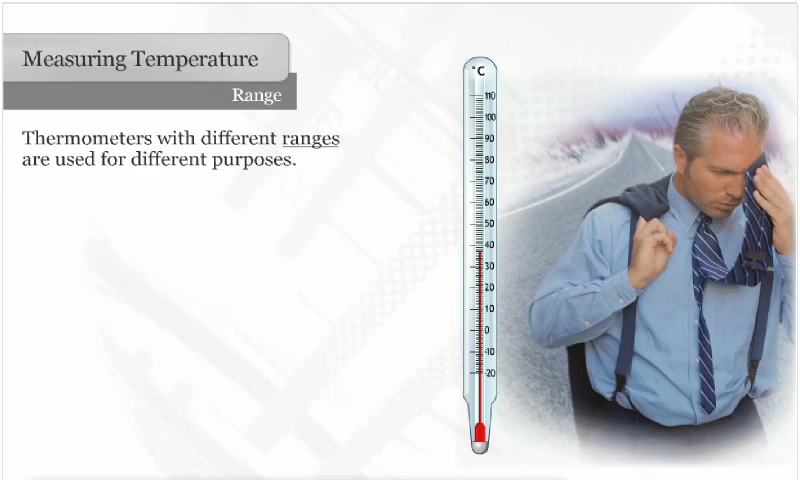 Measuring Temperature
Range
Thermometers with different ranges
are used for different purposes.
°C
110
100
90
80
70
60
50
40
30
20
10
0
-10
-20